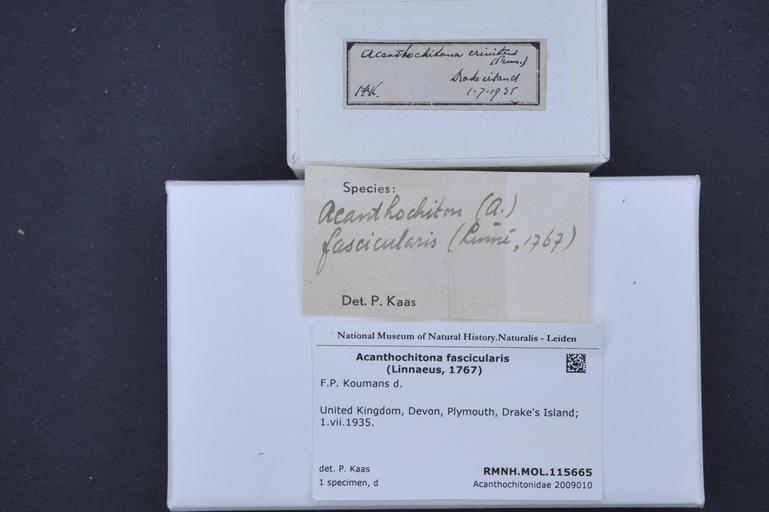 Acanthochitona crinitus
(Penn.)
Drake island
1-7-1935
Species:
Acanthochiton (A.)
fascicularis (Linné, 1767)
Det. P. Kaas
National Museum of Natural History.Naturalis - Leiden
Acanthochitona fascicularis
(Linnaeus, 1767)
F.P. Koumans d.
United Kingdom, Devon, Plymouth, Drake's Island;
1.vii.1935.
det. P. Kaas
RMNH.MOL.115665
1 specimen, d
Acanthochitonidae 2009010